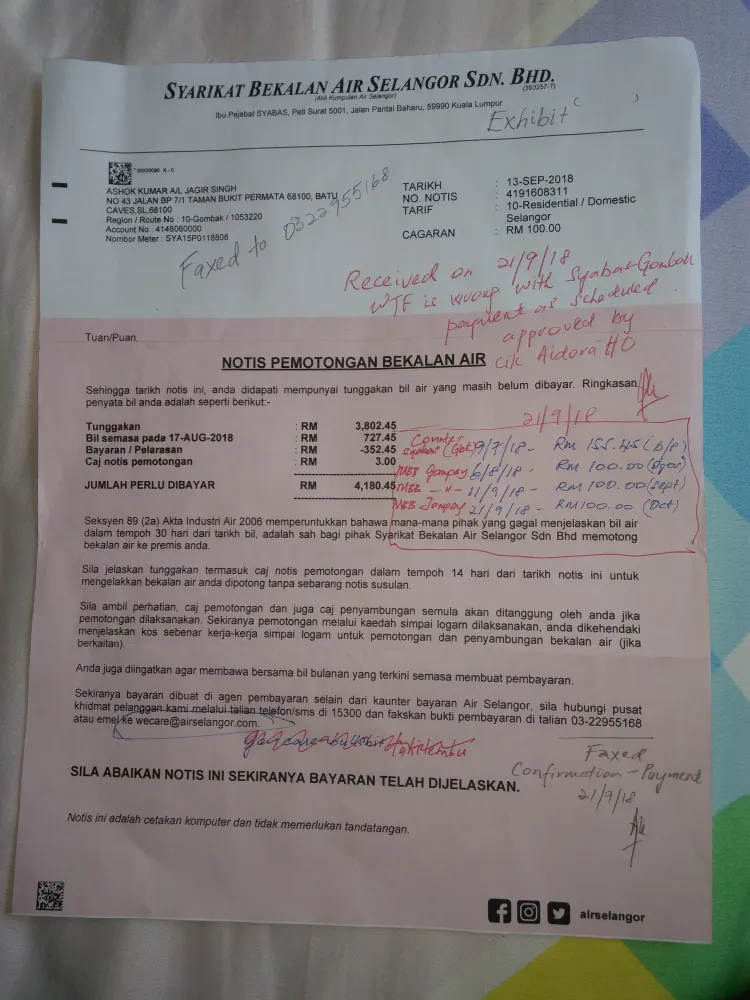 SYARIKAT BEKALAN AIR SELANGOR SDN. BHD.
(Ahli Kumpulan Air Selangor)
(393257-T)
Ibu Pejabat SYABAS, Peti Surat 5001, Jalan Pantai Baharu, 59990 Kuala Lumpur
Exhibit ( )
ASHOK KUMAR A/L JAGIR SINGH
NO 43 JALAN BP 7/1 TAMAN BUKIT PERMATA 68100, BATU
CAVES,SL,68100
Region / Route No : 10-Gombak / 1053220
Account No : 4148060000
Nombor Meter : SYA15P0118808
Faxed to 0322955168
TARIKH : 13-SEP-2018
NO. NOTIS : 4191608311
TARIF : 10-Residential / Domestic
Selangor
CAGARAN : RM 100.00
Received on 21/9/18
WTF is wrong with Syabas-Gombak
payment as scheduled.
approved by
Cik Aidora HQ
21/9/18
Tuan/Puan,
NOTIS PEMOTONGAN BEKALAN AIR
Sehingga tarikh notis ini, anda didapati mempunyai tunggakan bil air yang masih belum dibayar. Ringkasan
penyata bil anda adalah seperti berikut:-
Tunggakan : RM 3,802.45
Bil semasa pada 17-AUG-2018 : RM 727.45
Bayaran / Pelarasan : RM -352.45
Caj notis pemotongan : RM 3.00
JUMLAH PERLU DIBAYAR RM 4,180.45
Counter
Syabas (Gbk) 9/7/18 - RM 155.45 (D/P)
MBB Jompay 6/8/18 - RM 100.00 (Ogos)
MBB - " - 11/9/18 - RM 100.00 (Sept)
MBB Jompay 21/9/18 - RM 100.00 (Oct)
Seksyen 89 (2a) Akta Industri Air 2006 memperuntukkan bahawa mana-mana pihak yang gagal menjelaskan bil air
dalam tempoh 30 hari dari tarikh bil, adalah sah bagi pihak Syarikat Bekalan Air Selangor Sdn Bhd memotong
bekalan air ke premis anda.
Sila jelaskan tunggakan termasuk caj notis pemotongan dalam tempoh 14 hari dari tarikh notis ini untuk
mengelakkan bekalan air anda dipotong tanpa sebarang notis susulan.
Sila ambil perhatian, caj pemotongan dan juga caj penyambungan semula akan ditanggung oleh anda jika
pemotongan dilaksanakan. Sekiranya pemotongan melalui kaedah simpai logam dilaksanakan, anda dikehendaki
menjelaskan kos sebenar kerja-kerja simpai logam untuk pemotongan dan penyambungan bekalan air (jika
berkaitan).
Anda juga diingatkan agar membawa bersama bil bulanan yang terkini semasa membuat pembayaran.
Sekiranya bayaran dibuat di agen pembayaran selain dari kaunter bayaran Air Selangor, sila hubungi pusat
khidmat pelanggan kami melalui talian telefon/sms di 15300 dan fakskan bukti pembayaran di talian 03-22955168
atau emel ke wecare@airselangor.com.
SILA ABAIKAN NOTIS INI SEKIRANYA BAYARAN TELAH DIJELASKAN.
Faxed
Confirmation - Payment
21/9/18
Notis ini adalah cetakan komputer dan tidak memerlukan tandatangan.
airselangor